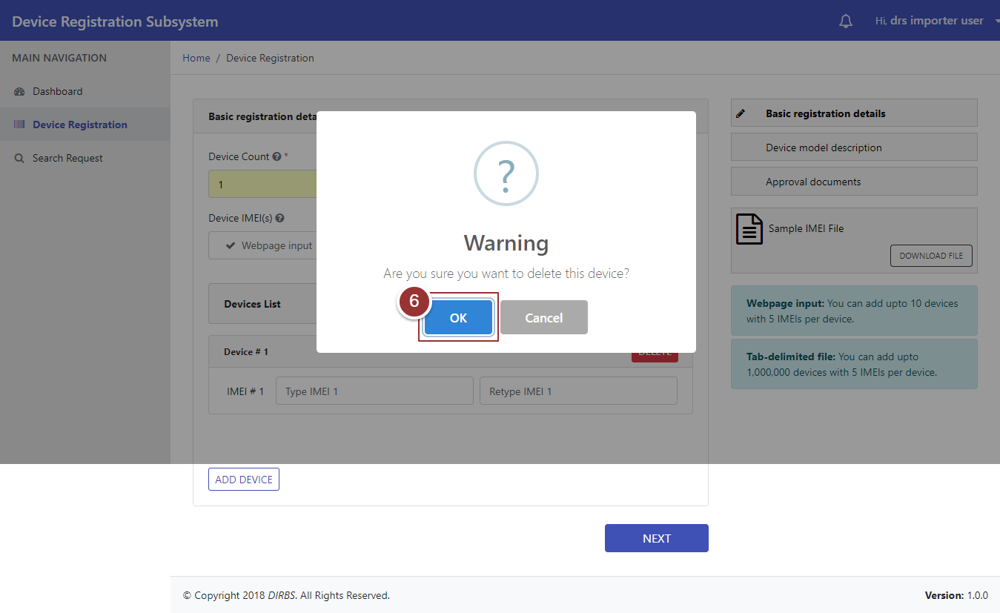 Device Registration Subsystem
Hi, drs importer user
MAIN NAVIGATION
Dashboard
Device Registration
Search Request
Home / Device Registration
Basic registration
Device Count *
1
Device IMEI(s)
Webpage input
Devices List
Device # 1
DELETE
IMEI # 1 Type IMEI 1 Retype IMEI 1
ADD DEVICE
NEXT
?
Warning
Are you sure you want to delete this device?
6
OK Cancel
Basic registration details
Device model description
Approval documents
Sample IMEI File
DOWNLOAD FILE
Webpage input: You can add upto 10 devices
with 5 IMEIs per device.
Tab-delimited file: You can add upto
1,000,000 devices with 5 IMEIs per device.
© Copyright 2018 DIRBS. All Rights Reserved.
Version: 1.0.0